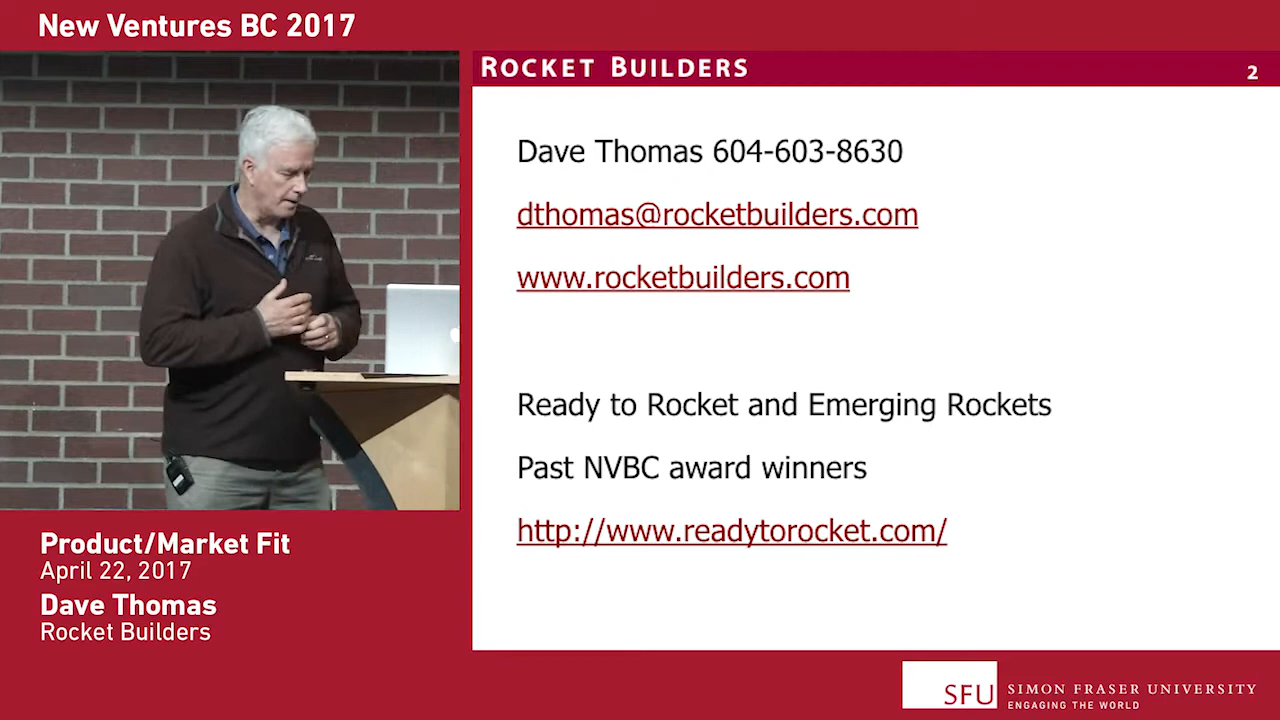 New Ventures BC 2017
ROCKET BUILDERS
2
Dave Thomas 604-603-8630
dthomas@rocketbuilders.com
www.rocketbuilders.com
Ready to Rocket and Emerging Rockets
Past NVBC award winners
http://www.readytorocket.com/
Product/Market Fit
April 22, 2017
Dave Thomas
Rocket Builders
SFU
SIMON FRASER UNIVERSITY
ENGAGING THE WORLD